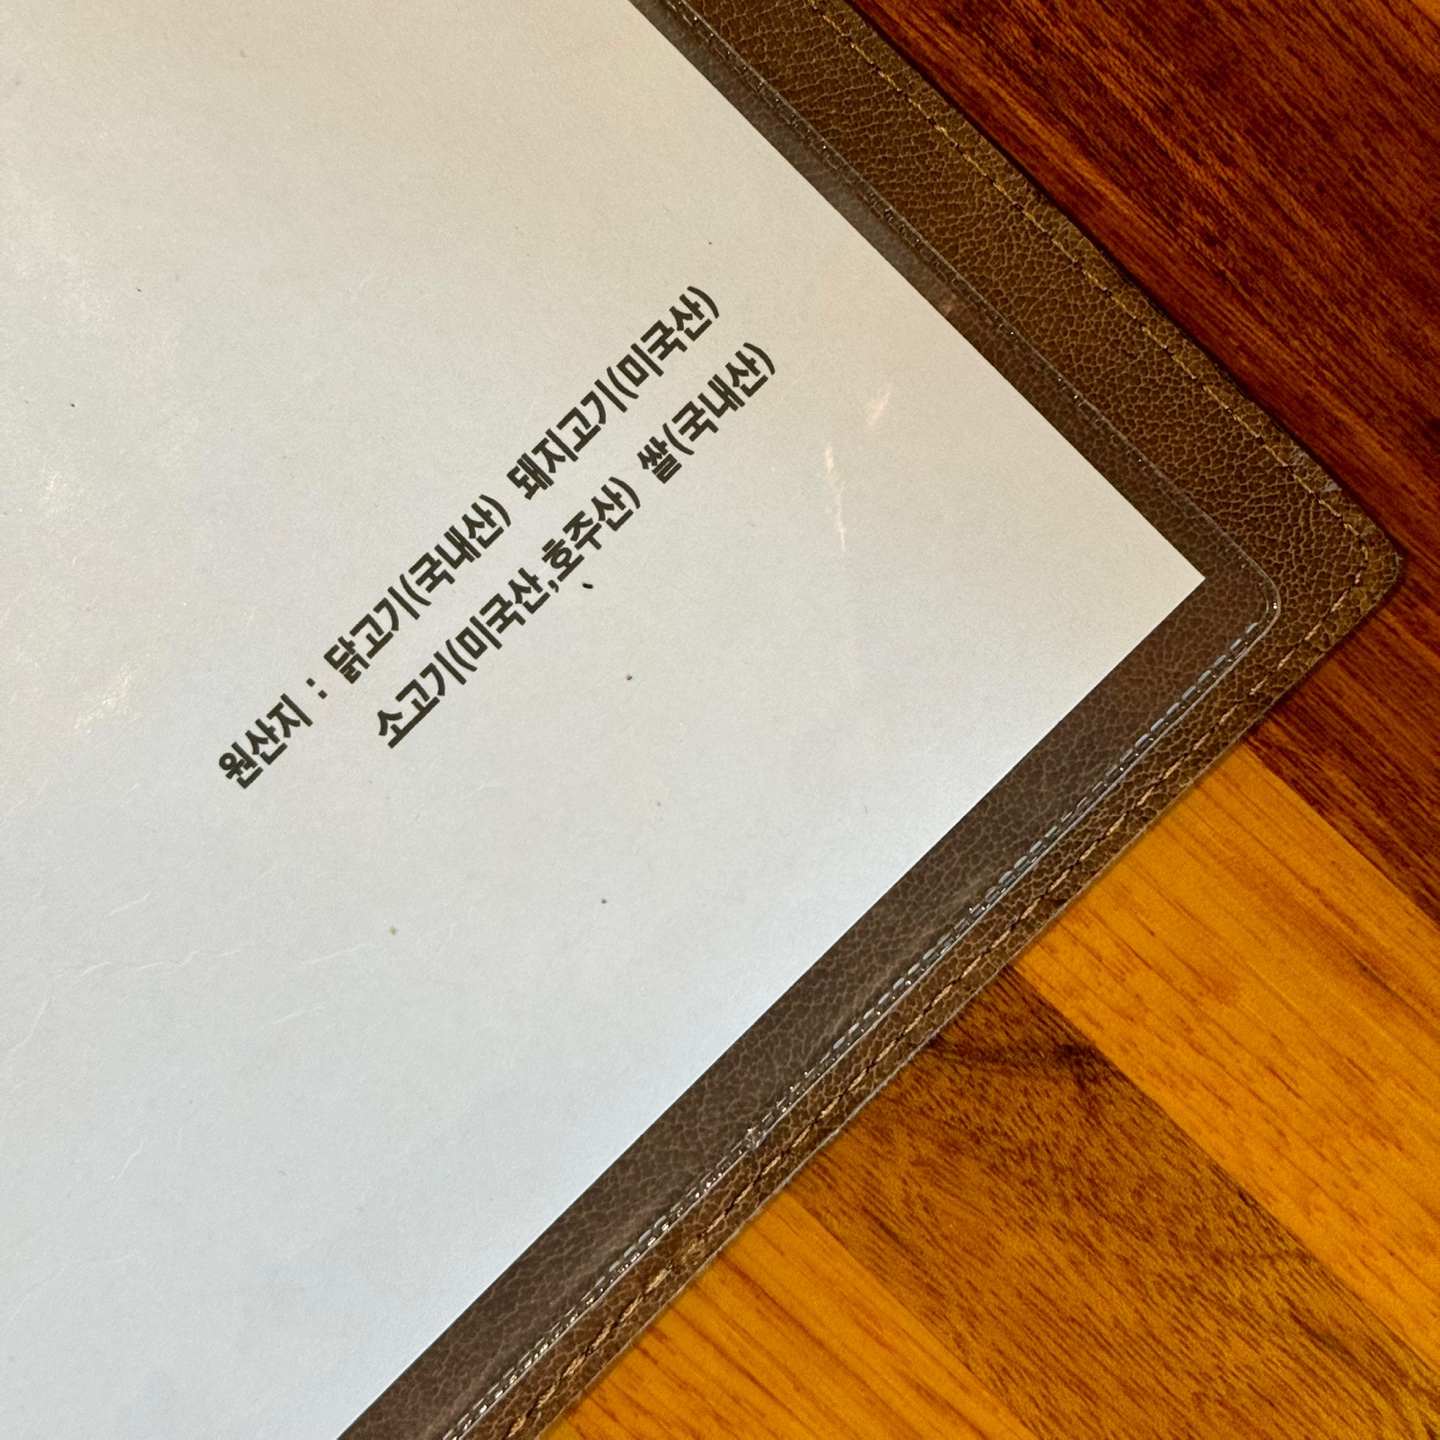 원산지 : 닭고기(국내산) 돼지고기(미국산)
소고기(미국산,호주산) 쌀(국내산)